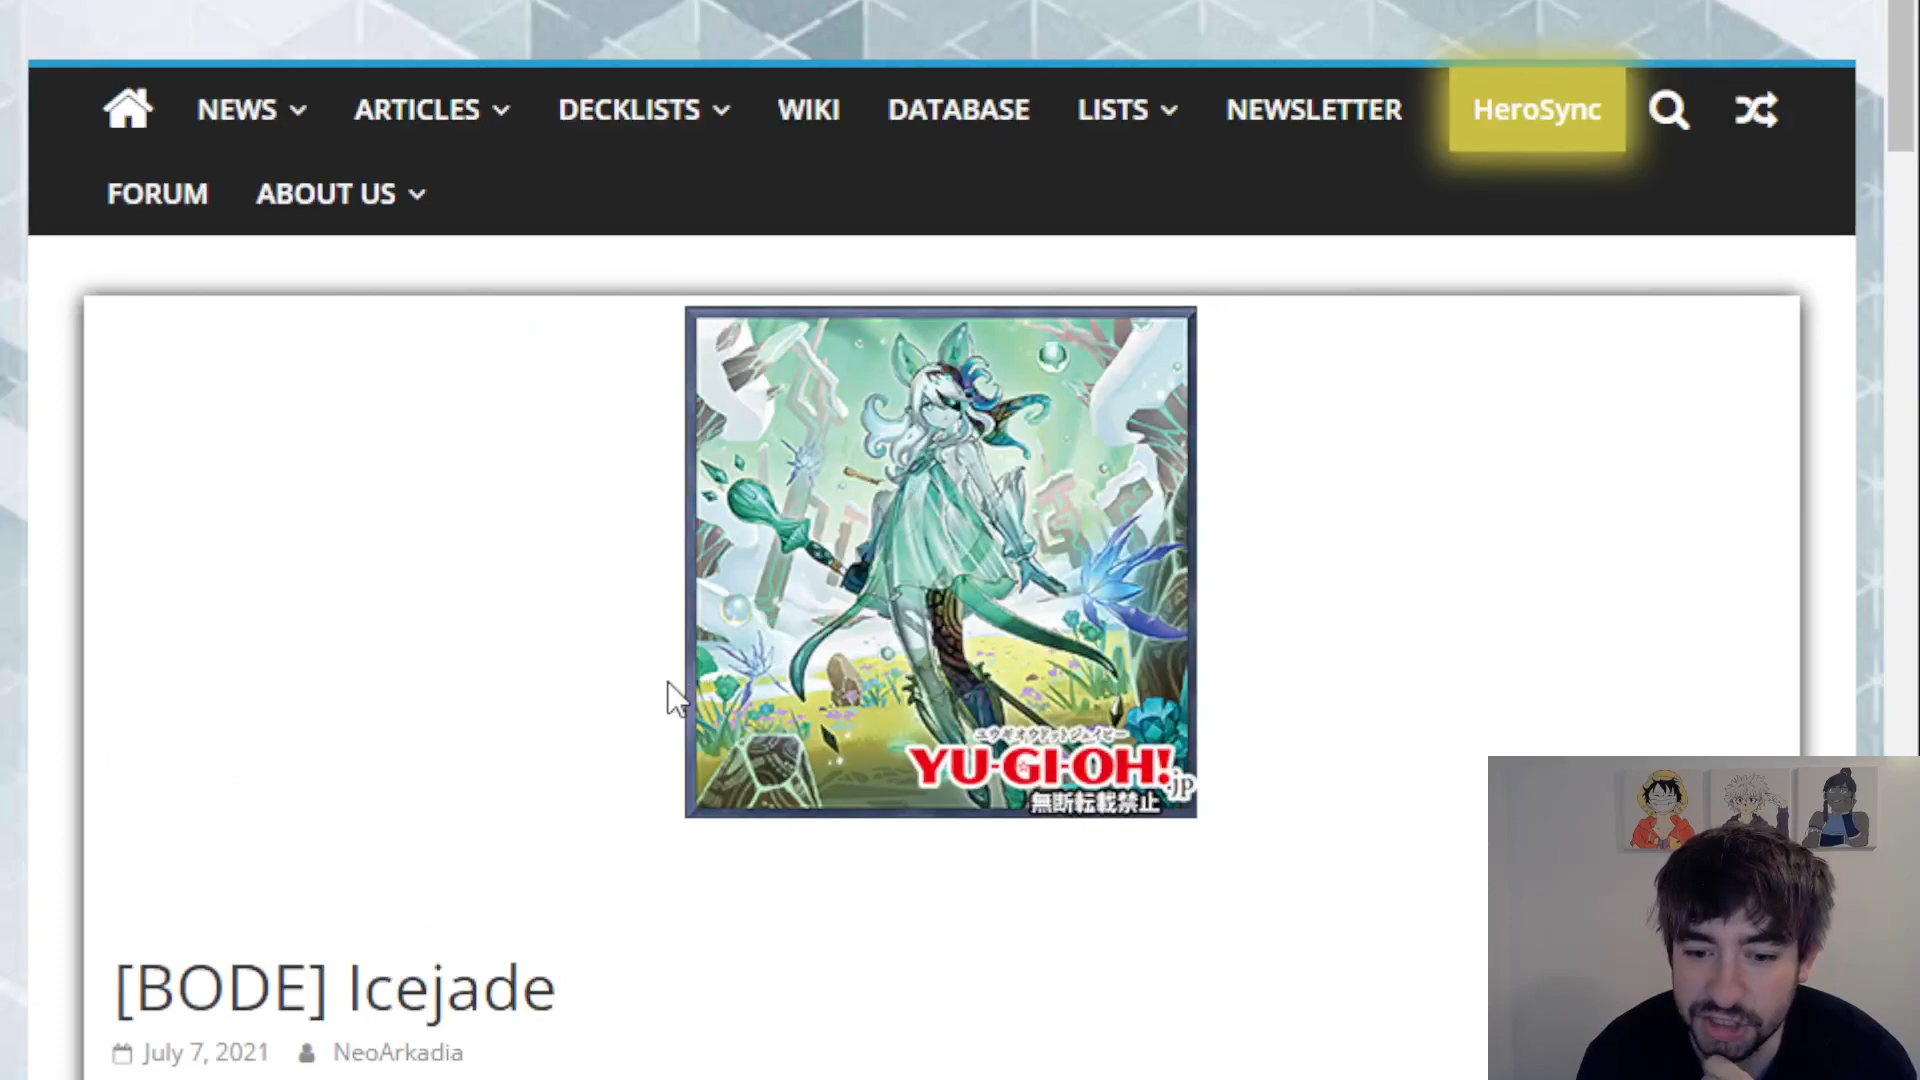 NEWS
ARTICLES
DECKLISTS
WIKI
DATABASE
LISTS
NEWSLETTER
HeroSync
FORUM
ABOUT US
ユウギオウドットジェイピー
YU-GI-OH!
.jp
無断転載禁止
[BODE] Icejade
July 7, 2021
NeoArkadia